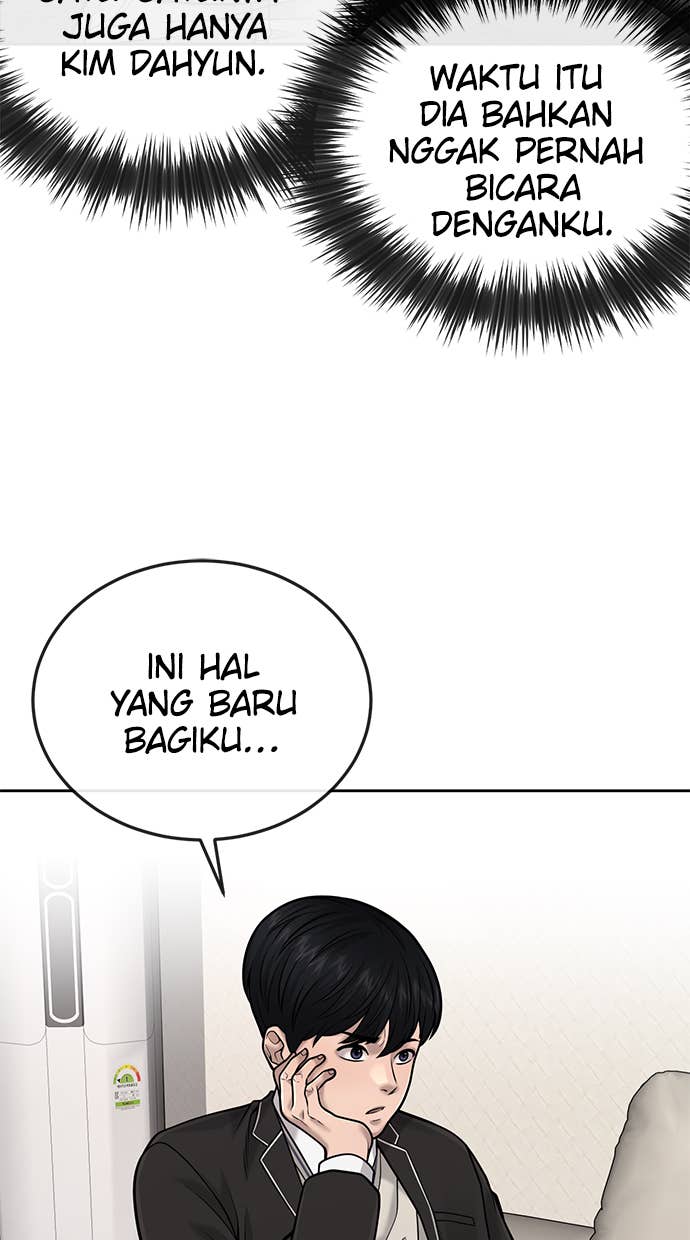 JUGA HANYA
KIM DAHYUN.
WAKTU ITU
DIA BAHKAN
NGGAK PERNAH
BICARA
DENGANKU.
INI HAL
YANG BARU
BAGIKU...